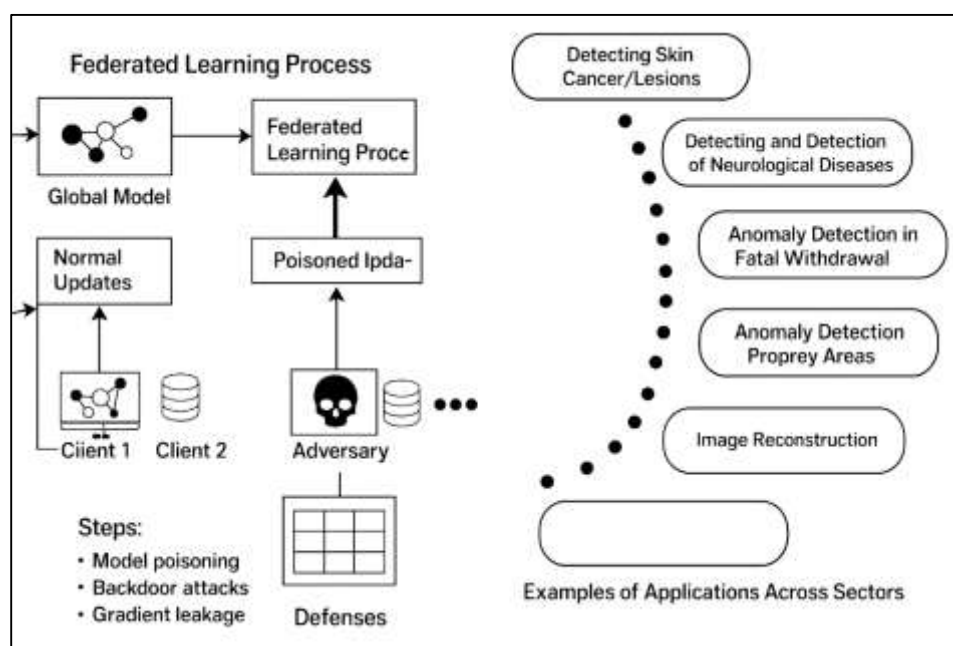 Federated Learning Process
Global Model
Federated
Learning Proce
Normal
Updates
Poisoned Ipda-
Ciient 1
Client 2
Adversary
Steps:
• Model poisoning
• Backdoor attacks
• Gradient leakage
Defenses
Detecting Skin
Cancer/Lesions
Detecting and Detection
of Neurological Diseases
Anomaly Detection in
Fatal Withdrawal
Anomaly Detection
Proprey Areas
Image Reconstruction
Examples of Applications Across Sectors